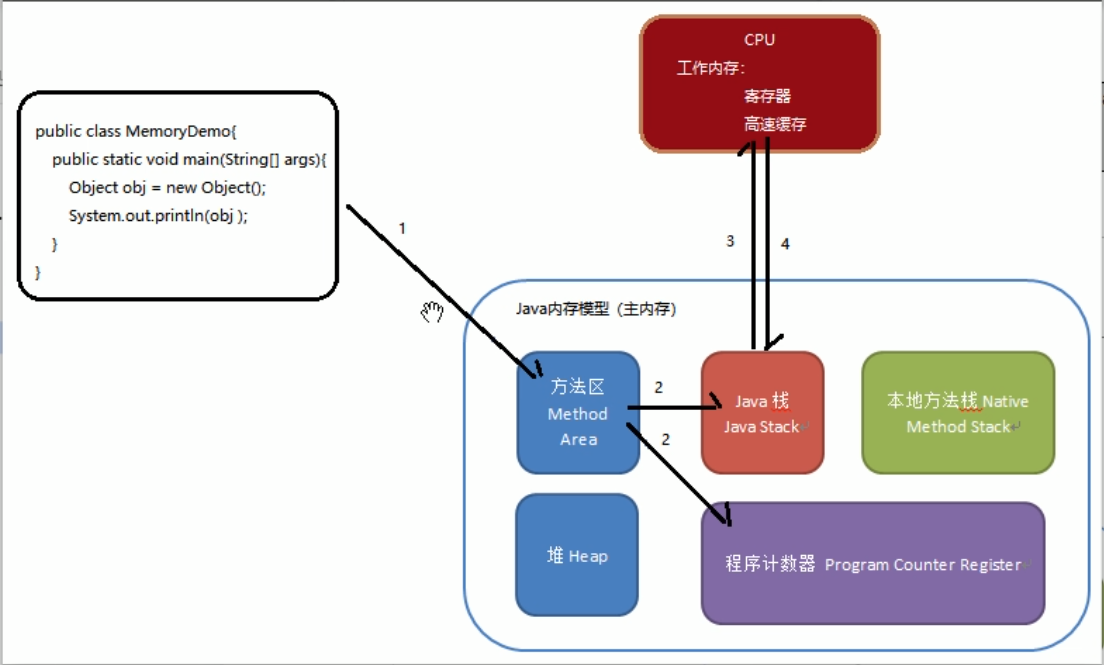 CPU
工作内存：
寄存器
高速缓存
public class MemoryDemo{
public static void main(String[] args){
Object obj = new Object();
System.out.println(obj );
}
}
1
3
4
Java内存模型（主内存）
方法区
Method
Area
2
2
Java 栈
Java Stack
本地方法栈 Native
Method Stack
堆 Heap
程序计数器 Program Counter Register